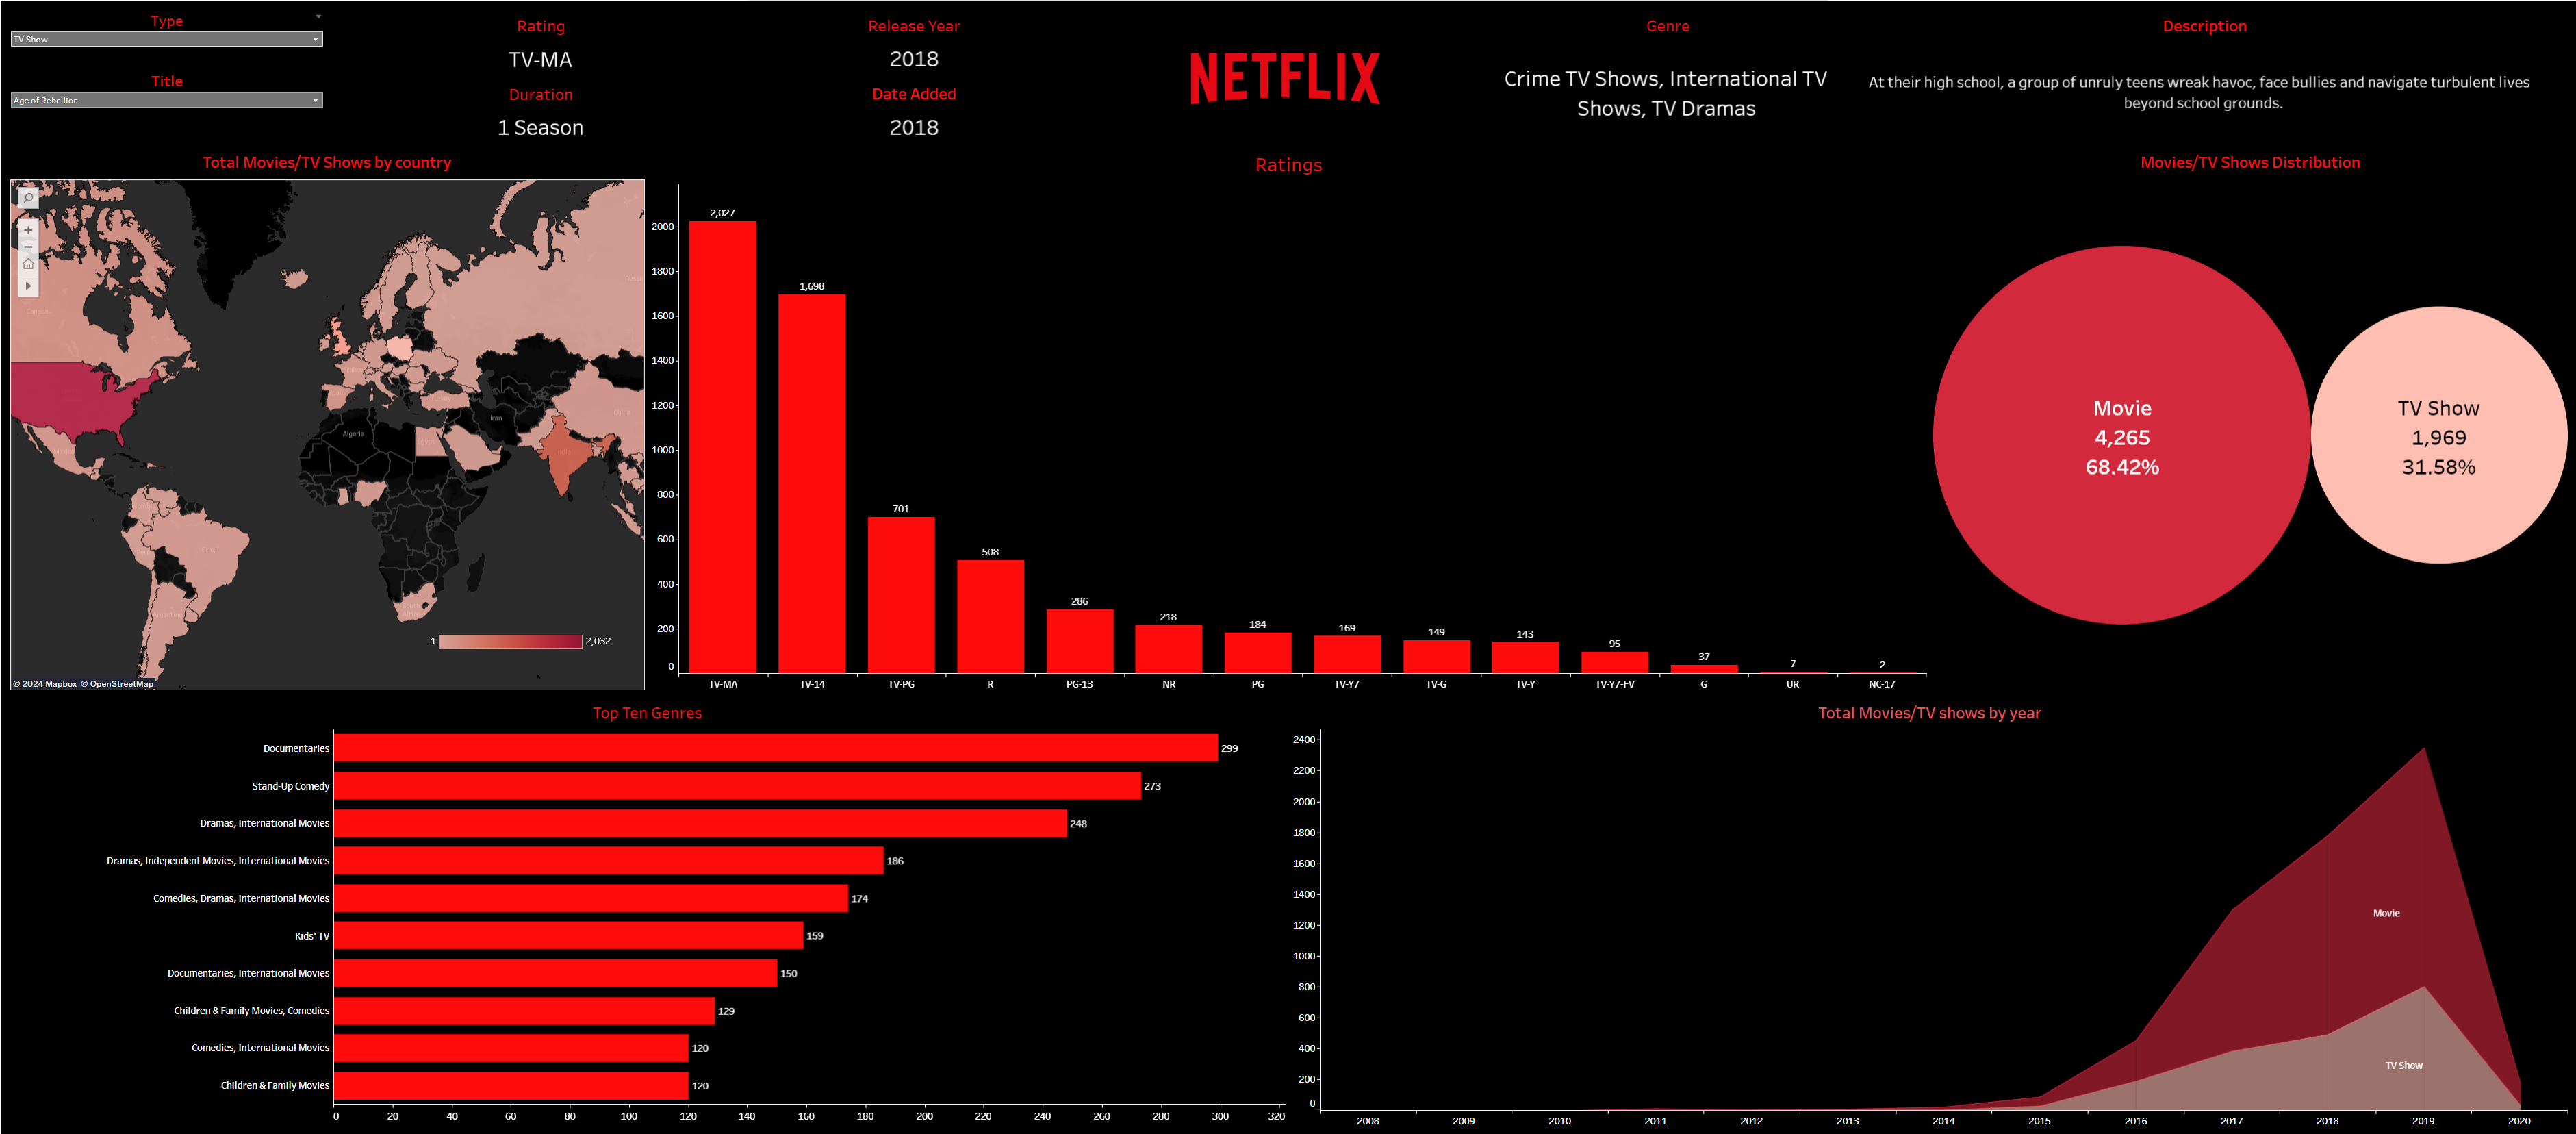 Type
TV Show
Title
Age of Rebellion
Rating
TV-MA
Duration
1 Season
Release Year
2018
Date Added
2018
NETFLIX
Genre
Crime TV Shows, International TV
Shows, TV Dramas
Description
At their high school, a group of unruly teens wreak havoc, face bullies and navigate turbulent lives
beyond school grounds.
Total Movies/TV Shows by country
Canada
Algeria
Iran
China
India
Brazil
Argentina
1
2,032
© 2024 Mapbox © OpenStreetMap
Ratings
2000
1800
1600
1400
1200
1000
800
600
400
200
0
2,027
1,698
701
508
286
218
184
169
149
143
95
37
7
2
TV-MA
TV-14
TV-PG
R
PG-13
NR
PG
TV-Y7
TV-G
TV-Y
TV-Y7-FV
G
UR
NC-17
Movies/TV Shows Distribution
Movie
4,265
68.42%
TV Show
1,969
31.58%
Top Ten Genres
Documentaries 299
Stand-Up Comedy 273
Dramas, International Movies 248
Dramas, Independent Movies, International Movies 186
Comedies, Dramas, International Movies 174
Kids' TV 159
Documentaries, International Movies 150
Children & Family Movies, Comedies 129
Comedies, International Movies 120
Children & Family Movies 120
0 20 40 60 80 100 120 140 160 180 200 220 240 260 280 300 320
Total Movies/TV shows by year
2400
2200
2000
1800
1600
1400
1200
1000
800
600
400
200
0
Movie
TV Show
2008 2009 2010 2011 2012 2013 2014 2015 2016 2017 2018 2019 2020